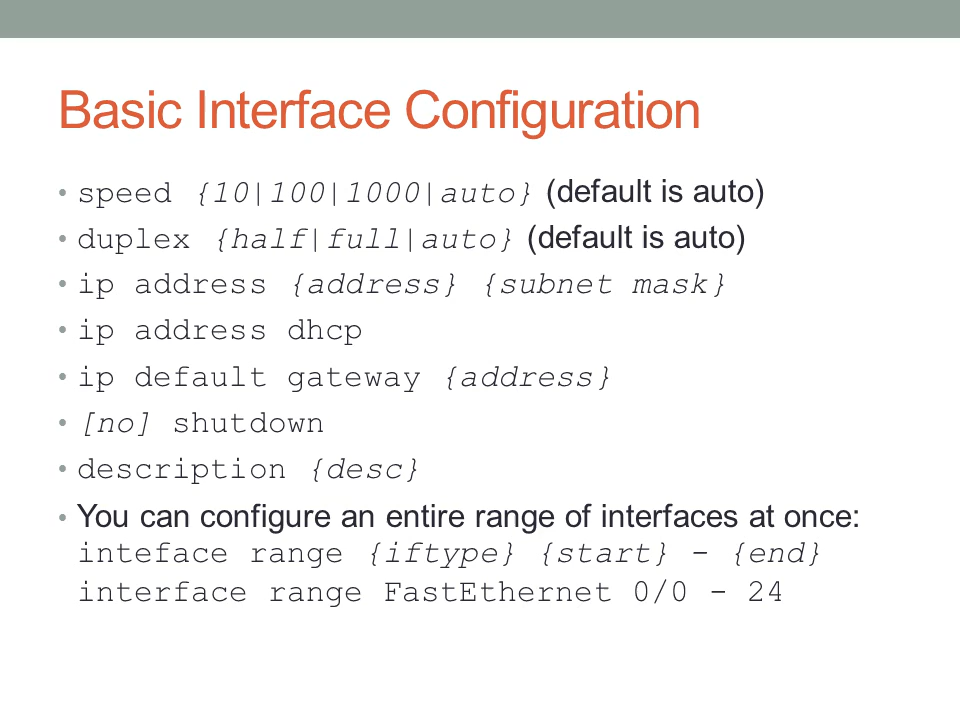 Basic Interface Configuration
• speed {10|100|1000|auto} (default is auto)
• duplex {half|full|auto} (default is auto)
• ip address {address} {subnet mask}
• ip address dhcp
• ip default gateway {address}
• [no] shutdown
• description {desc}
• You can configure an entire range of interfaces at once:
inteface range {iftype} {start} - {end}
interface range FastEthernet 0/0 - 24